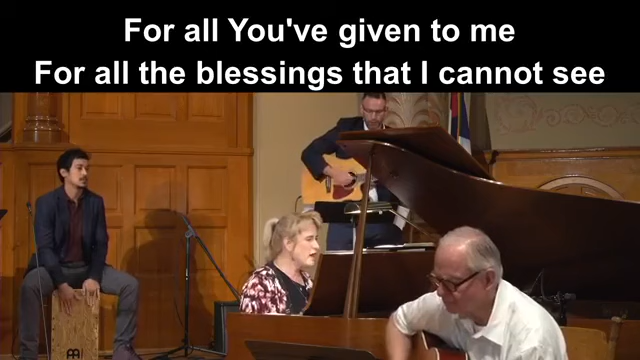 For all You've given to me
For all the blessings that I cannot see